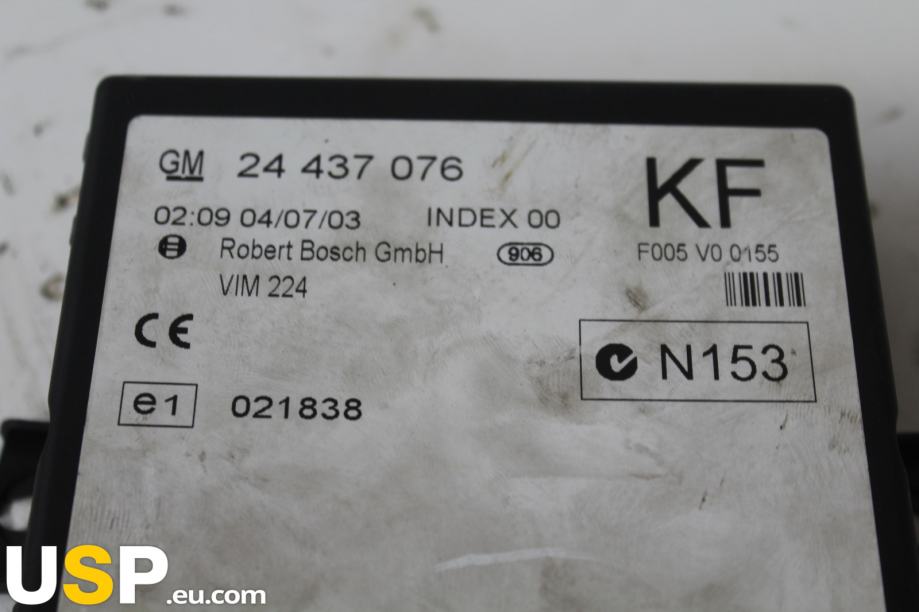 GM 24 437 076
KF
02:09 04/07/03 INDEX 00
Robert Bosch GmbH 906
F005 V0 0155
VIM 224
CE
N153
e1 021838
USP.eu.com